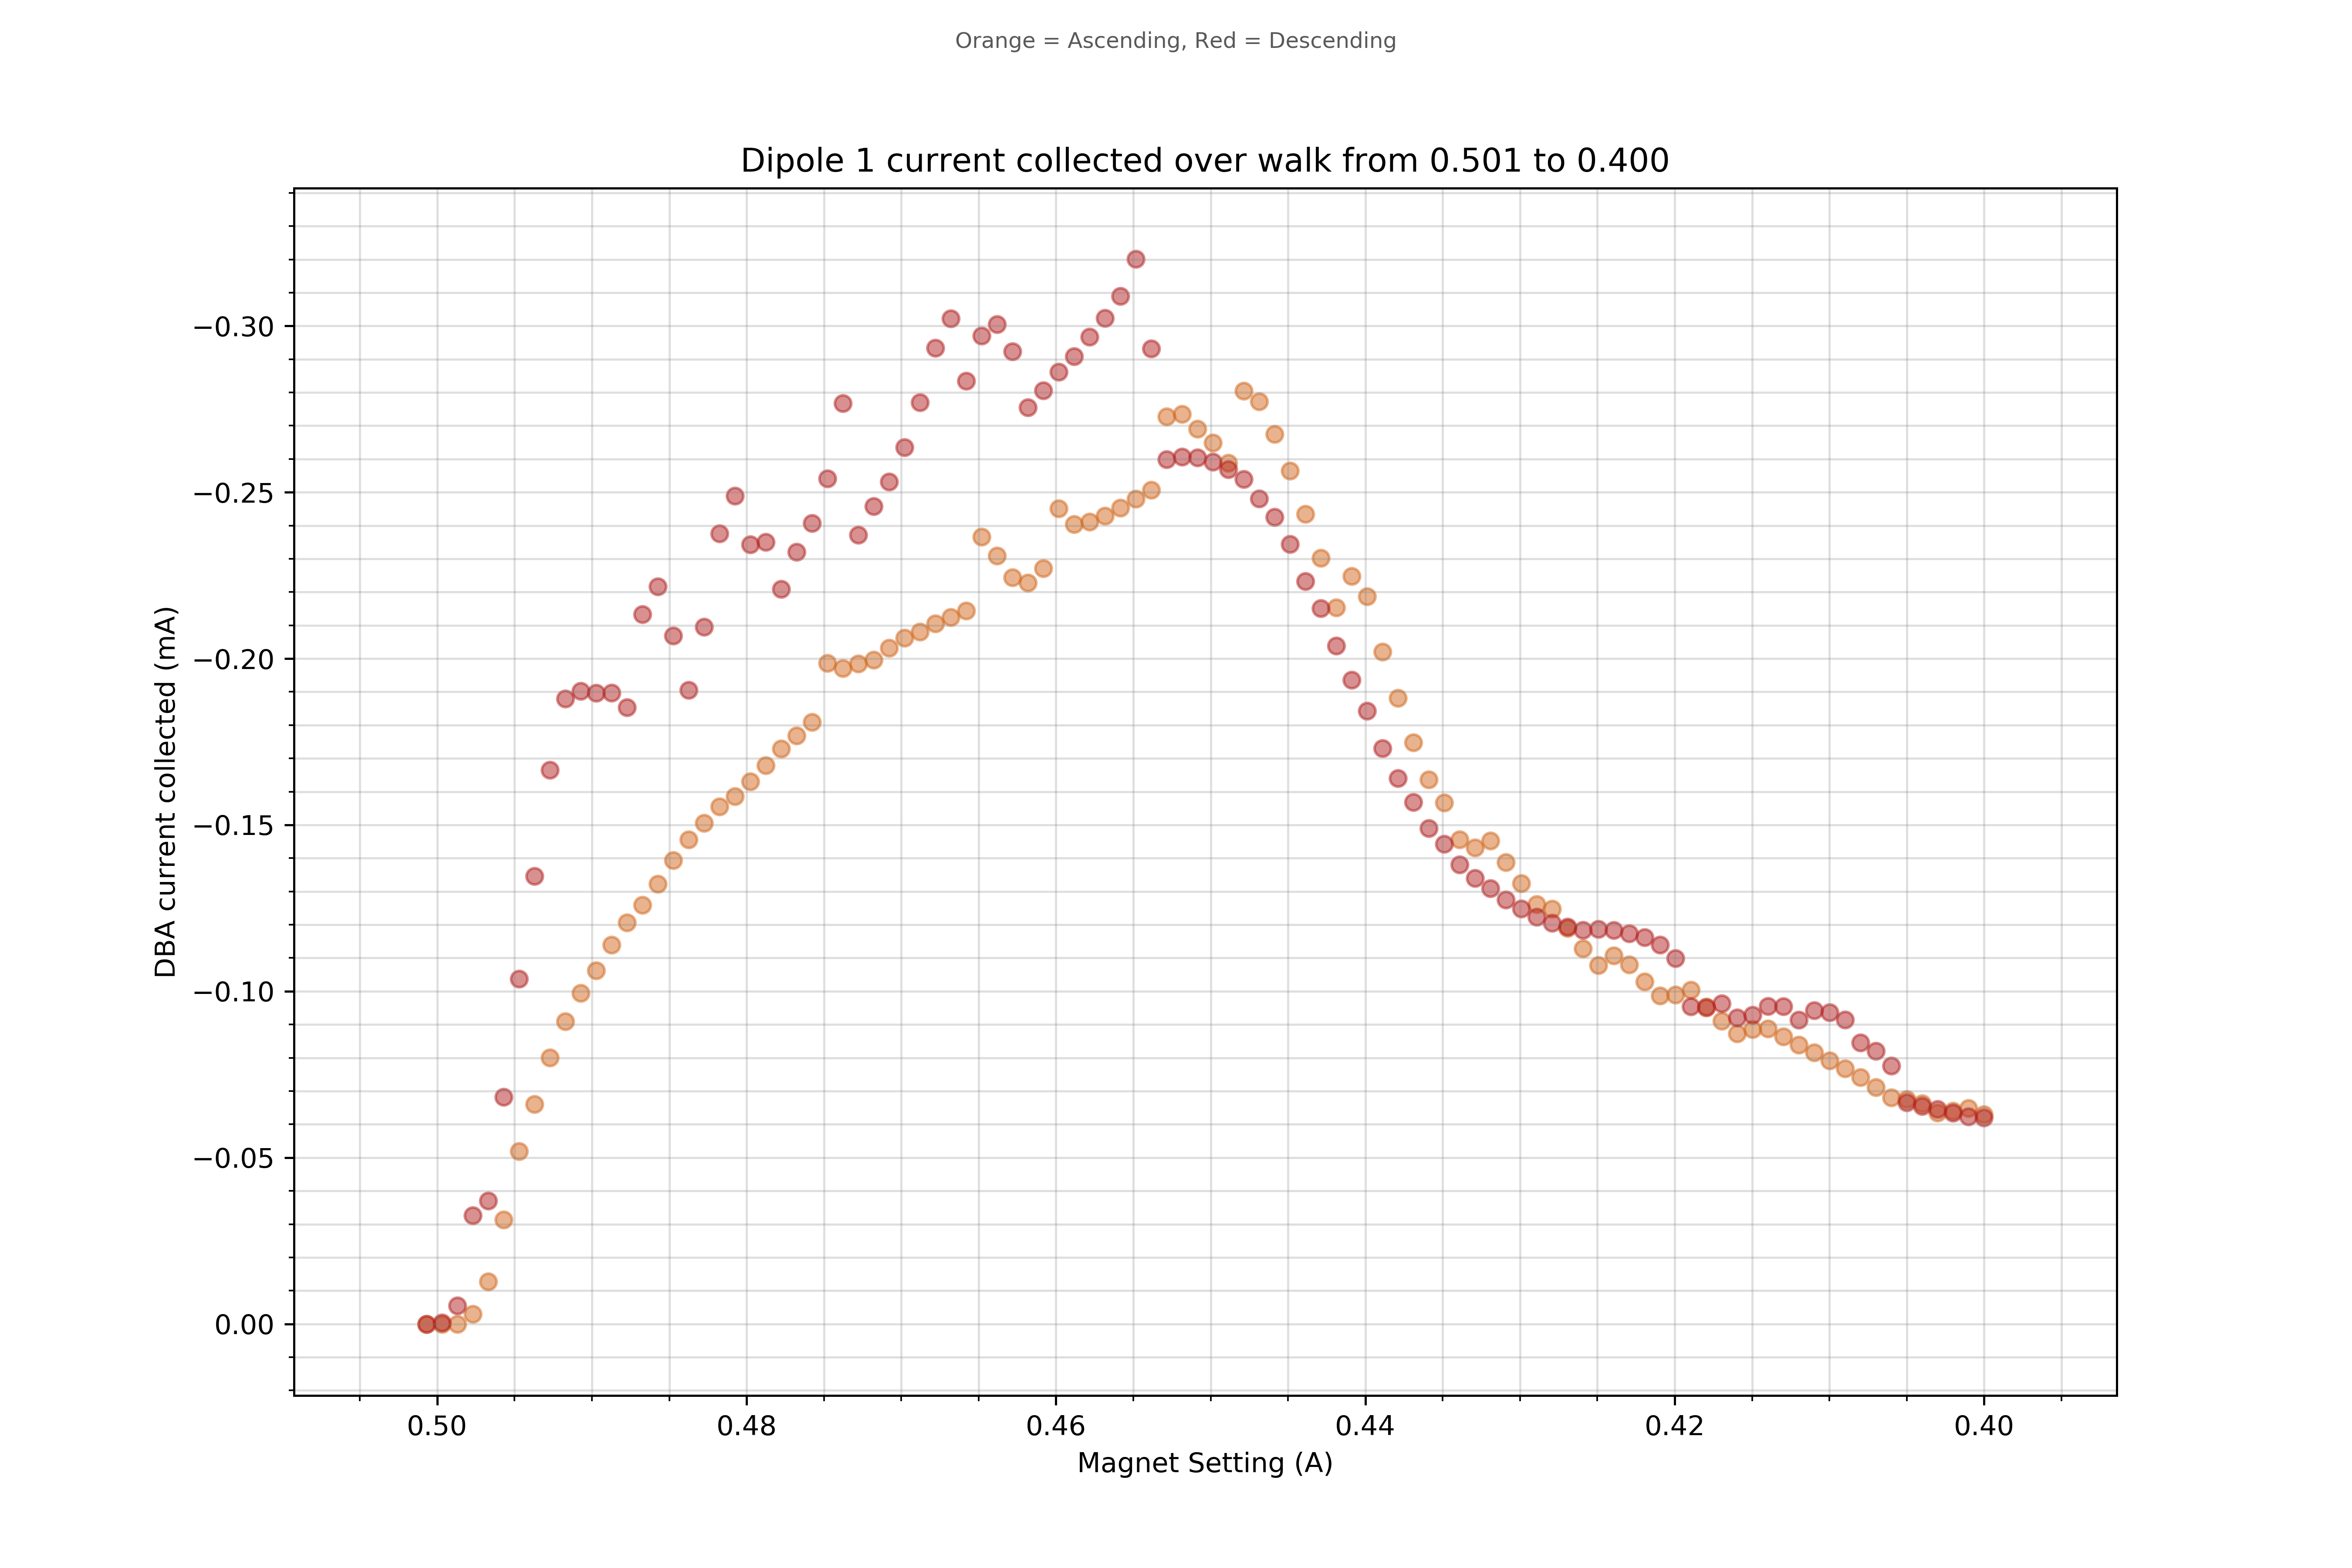 Orange = Ascending, Red = Descending
Dipole 1 current collected over walk from 0.501 to 0.400
DBA current collected (mA)
−0.30
−0.25
−0.20
−0.15
−0.10
−0.05
0.00
0.50 0.48 0.46 0.44 0.42 0.40
Magnet Setting (A)